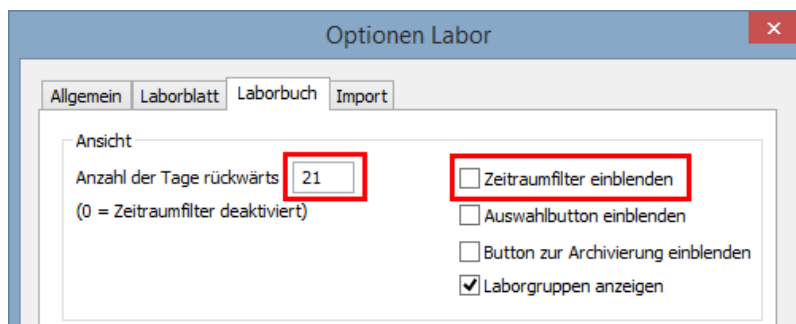 Optionen Labor
Allgemein Laborblatt Laborbuch Import
Ansicht
Anzahl der Tage rückwärts 21
(0 = Zeitraumfilter deaktiviert)
Zeitraumfilter einblenden
Auswahlbutton einblenden
Button zur Archivierung einblenden
Laborgruppen anzeigen